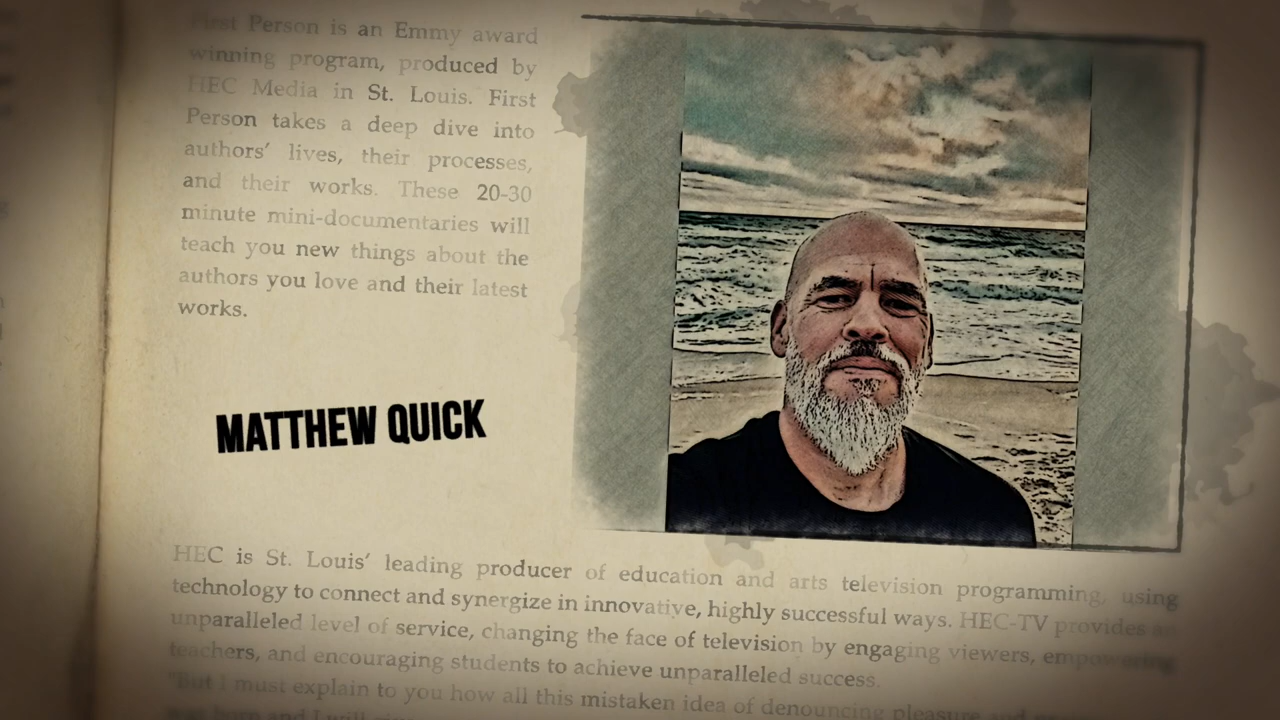 First Person is an Emmy award
winning program, produced by
HEC Media in St. Louis. First
Person takes a deep dive into
authors' lives, their processes,
and their works. These 20-30
minute mini-documentaries will
teach you new things about the
authors you love and their latest
works.
MATTHEW QUICK
HEC is St. Louis' leading producer of education and arts television programming, using
technology to connect and synergize in innovative, highly successful ways. HEC-TV provides an
unparalleled level of service, changing the face of television by engaging viewers, empowering
teachers, and encouraging students to achieve unparalleled success.
"But I must explain to you how all this mistaken idea of denouncing pleasure and
was born and I will